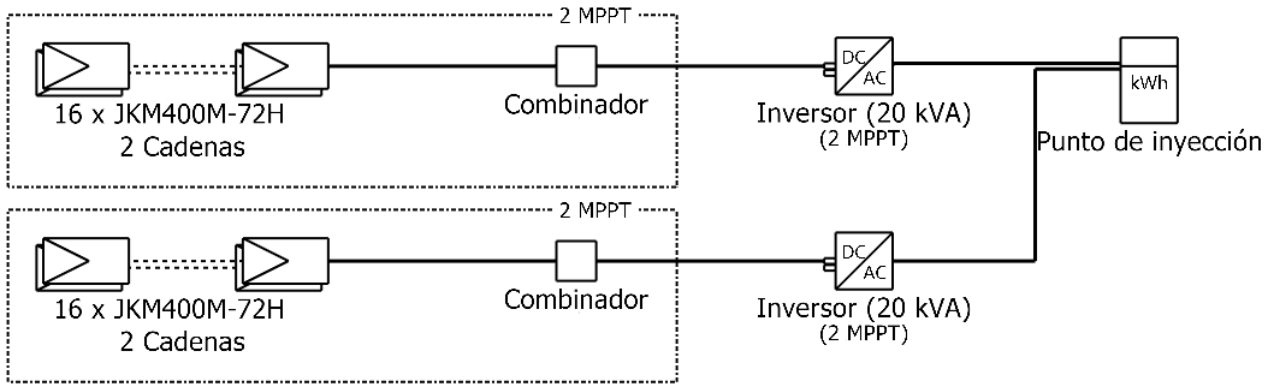 2 MPPT
16 x JKM400M-72H
2 Cadenas
Combinador
DC
AC
Inversor (20 kVA)
(2 MPPT)
kWh
Punto de inyección
2 MPPT
16 x JKM400M-72H
2 Cadenas
Combinador
DC
AC
Inversor (20 kVA)
(2 MPPT)